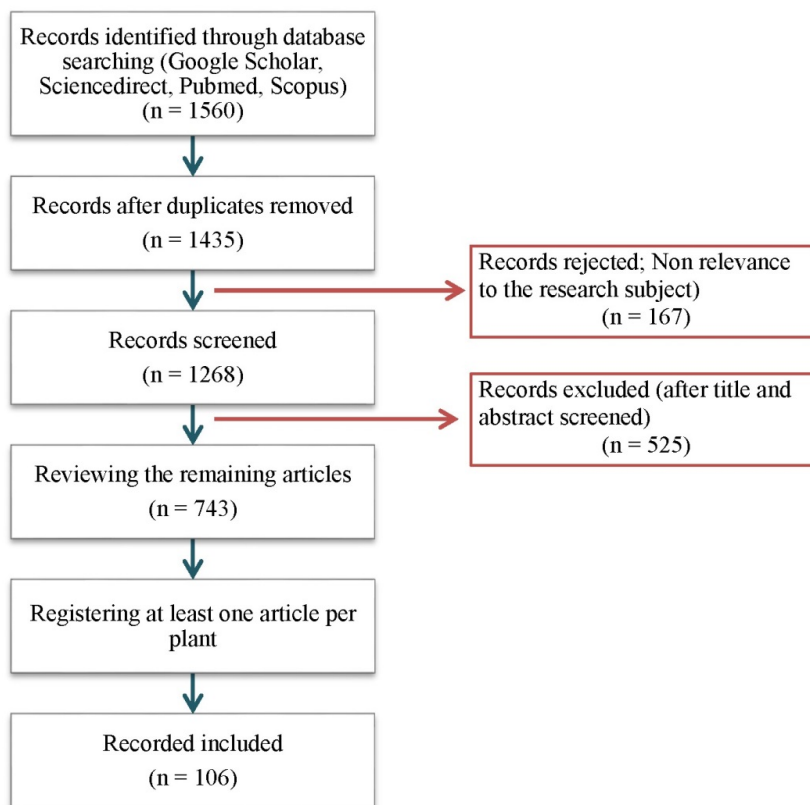 Records identified through database
searching (Google Scholar,
Sciencedirect, Pubmed, Scopus)
(n = 1560)
Records after duplicates removed
(n = 1435)
Records rejected; Non relevance
to the research subject)
(n = 167)
Records screened
(n = 1268)
Records excluded (after title and
abstract screened)
(n = 525)
Reviewing the remaining articles
(n = 743)
Registering at least one article per
plant
Recorded included
(n = 106)